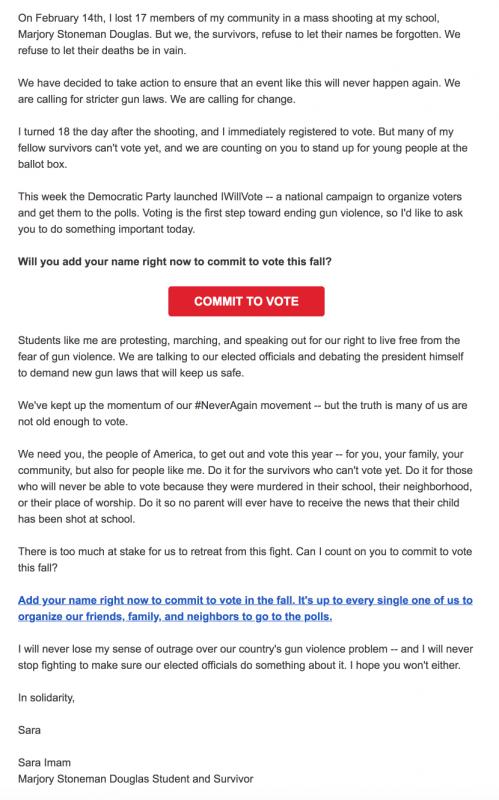 On February 14th, I lost 17 members of my community in a mass shooting at my school,
Marjory Stoneman Douglas. But we, the survivors, refuse to let their names be forgotten. We
refuse to let their deaths be in vain.
We have decided to take action to ensure that an event like this will never happen again. We
are calling for stricter gun laws. We are calling for change.
I turned 18 the day after the shooting, and I immediately registered to vote. But many of my
fellow survivors can't vote yet, and we are counting on you to stand up for young people at the
ballot box.
This week the Democratic Party launched IWillVote -- a national campaign to organize voters
and get them to the polls. Voting is the first step toward ending gun violence, so I'd like to ask
you to do something important today.
Will you add your name right now to commit to vote this fall?
COMMIT TO VOTE
Students like me are protesting, marching, and speaking out for our right to live free from the
fear of gun violence. We are talking to our elected officials and debating the president himself
to demand new gun laws that will keep us safe.
We've kept up the momentum of our #NeverAgain movement -- but the truth is many of us are
not old enough to vote.
We need you, the people of America, to get out and vote this year -- for you, your family, your
community, but also for people like me. Do it for the survivors who can't vote yet. Do it for those
who will never be able to vote because they were murdered in their school, their neighborhood,
or their place of worship. Do it so no parent will ever have to receive the news that their child
has been shot at school.
There is too much at stake for us to retreat from this fight. Can I count on you to commit to vote
this fall?
Add your name right now to commit to vote in the fall. It's up to every single one of us to
organize our friends, family, and neighbors to go to the polls.
I will never lose my sense of outrage over our country's gun violence problem -- and I will never
stop fighting to make sure our elected officials do something about it. I hope you won't either.
In solidarity,
Sara
Sara Imam
Marjory Stoneman Douglas Student and Survivor